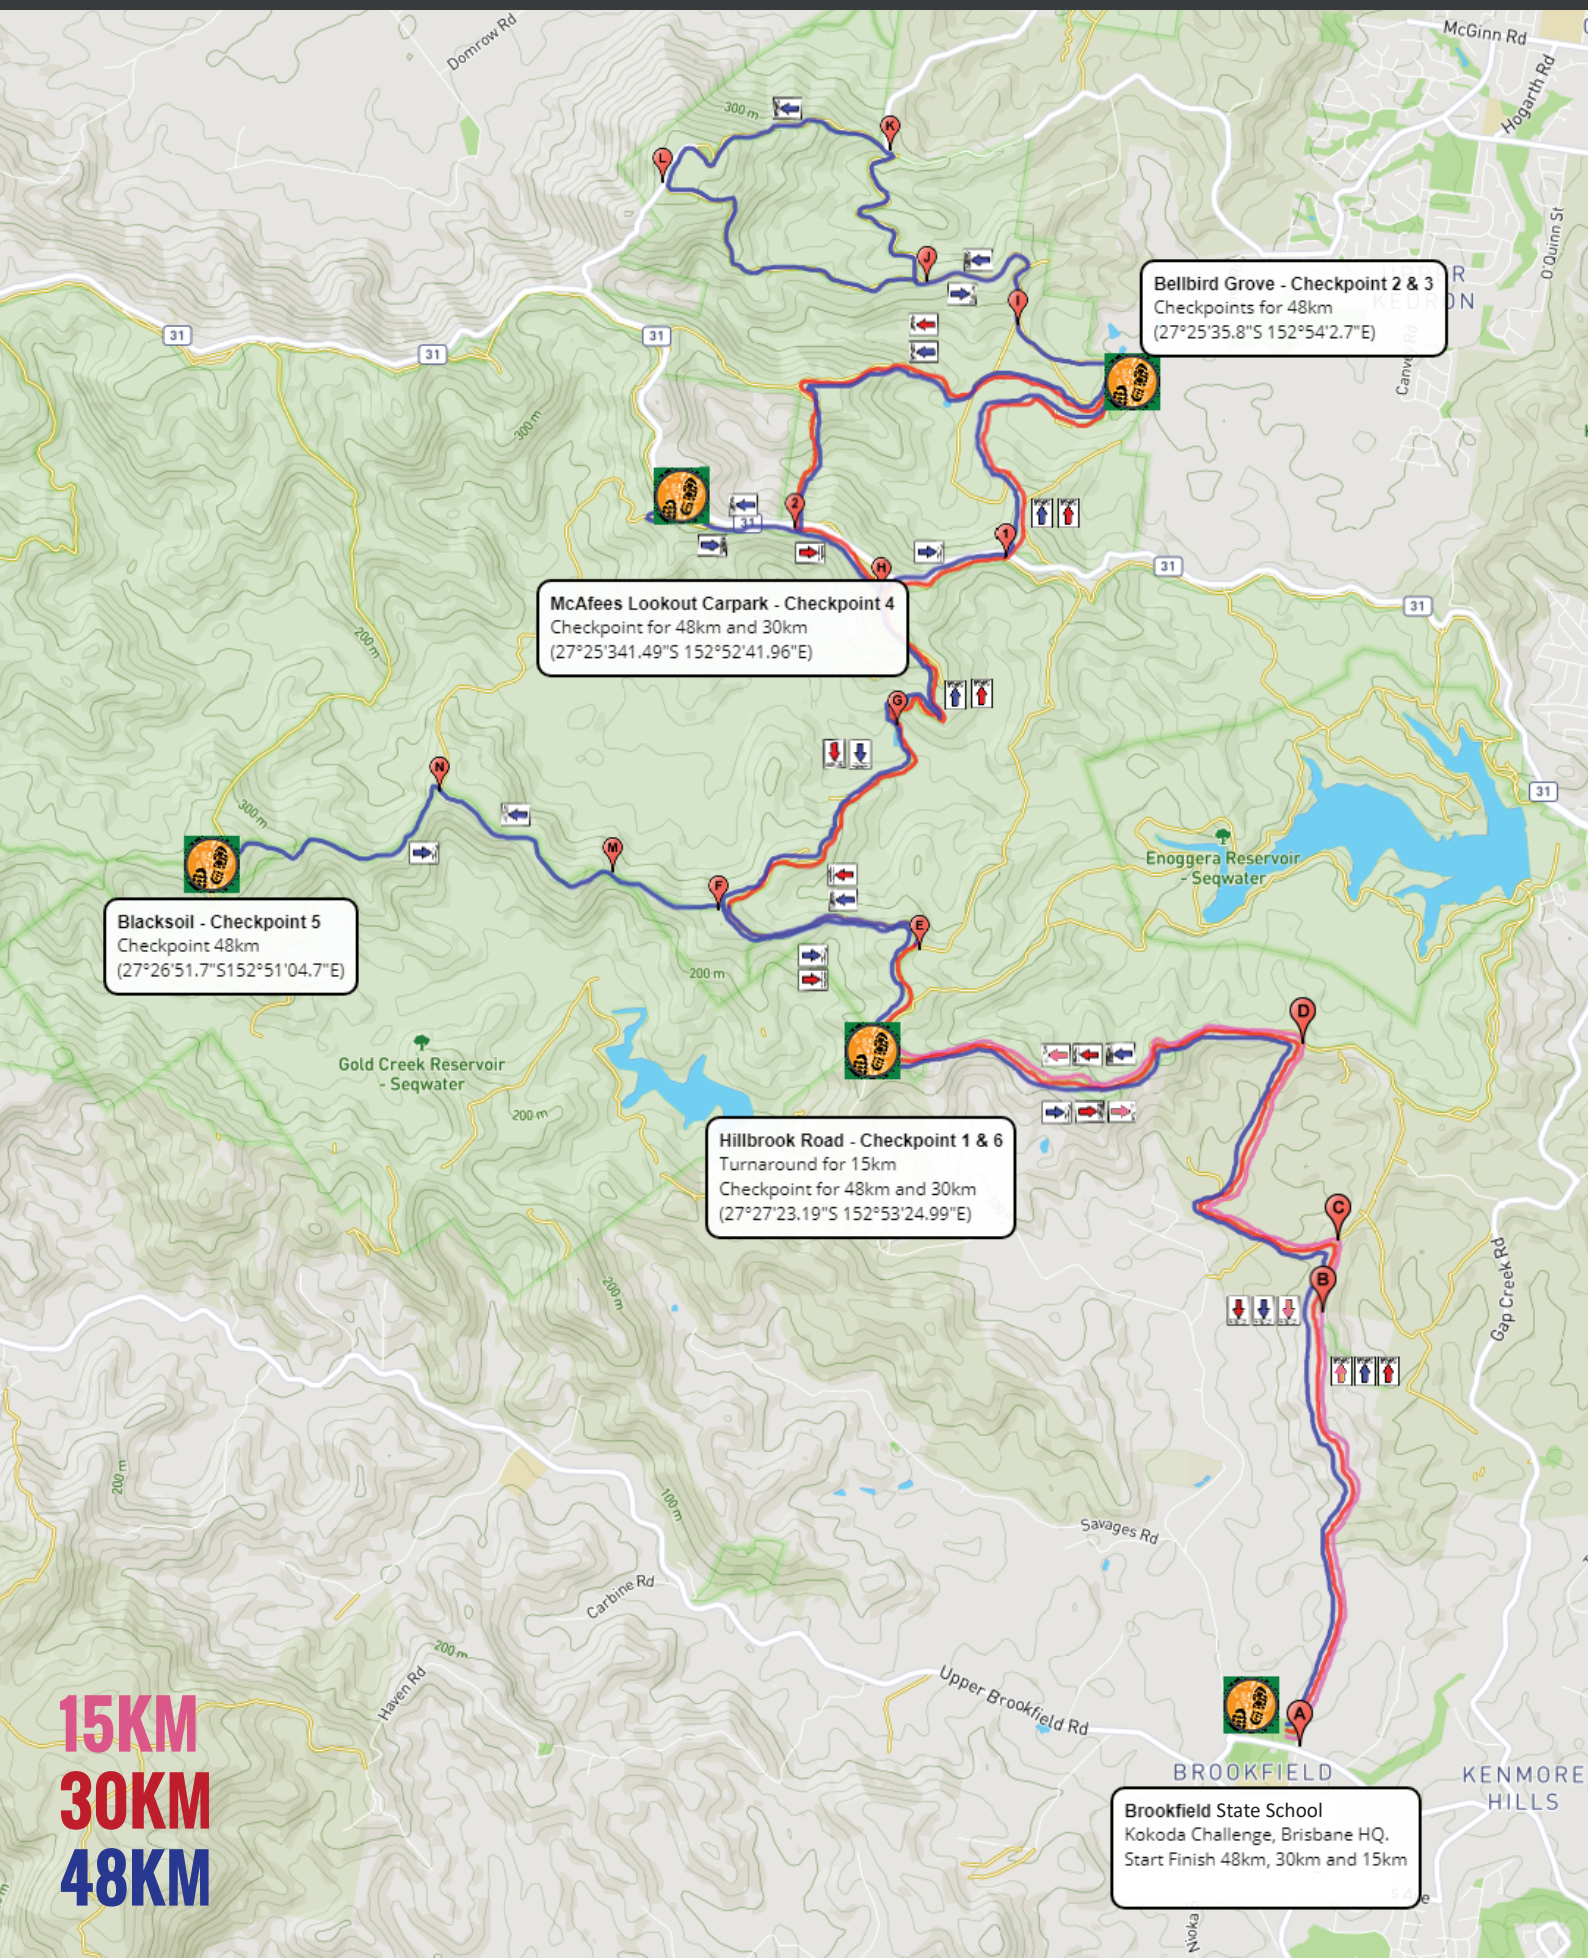 Domrow Rd
McGinn Rd
Hogarth Rd
O'Quinn St
300 m
K
L
J
I
Bellbird Grove - Checkpoint 2 & 3
Checkpoints for 48km
(27°25'35.8"S 152°54'2.7"E)
31
31
31
300 m
2
31
1
H
31
31
McAfees Lookout Carpark - Checkpoint 4
Checkpoint for 48km and 30km
(27°25'341.49"S 152°52'41.96"E)
200 m
G
N
31
300 m
M
Enoggera Reservoir
- Seqwater
F
E
Blacksoil - Checkpoint 5
Checkpoint 48km
(27°26'51.7"S152°51'04.7"E)
200 m
D
Gold Creek Reservoir
- Seqwater
200 m
Hillbrook Road - Checkpoint 1 & 6
Turnaround for 15km
Checkpoint for 48km and 30km
(27°27'23.19"S 152°53'24.99"E)
C
B
Gap Creek Rd
200 m
200 m
100 m
Savages Rd
Carbine Rd
200 m
Haven Rd
Upper Brookfield Rd
A
15KM
30KM
48KM
BROOKFIELD
KENMORE
HILLS
Brookfield State School
Kokoda Challenge, Brisbane HQ.
Start Finish 48km, 30km and 15km
Nioka